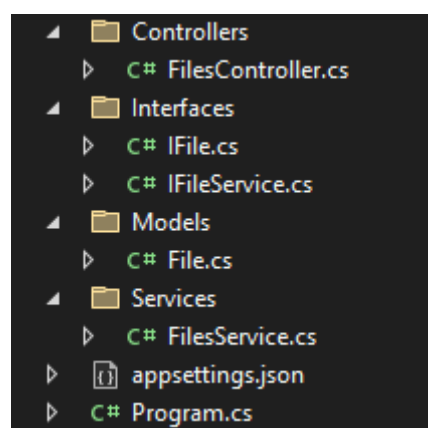 Controllers
C# FilesController.cs
Interfaces
C# IFile.cs
C# IFileService.cs
Models
C# File.cs
Services
C# FilesService.cs
appsettings.json
C# Program.cs